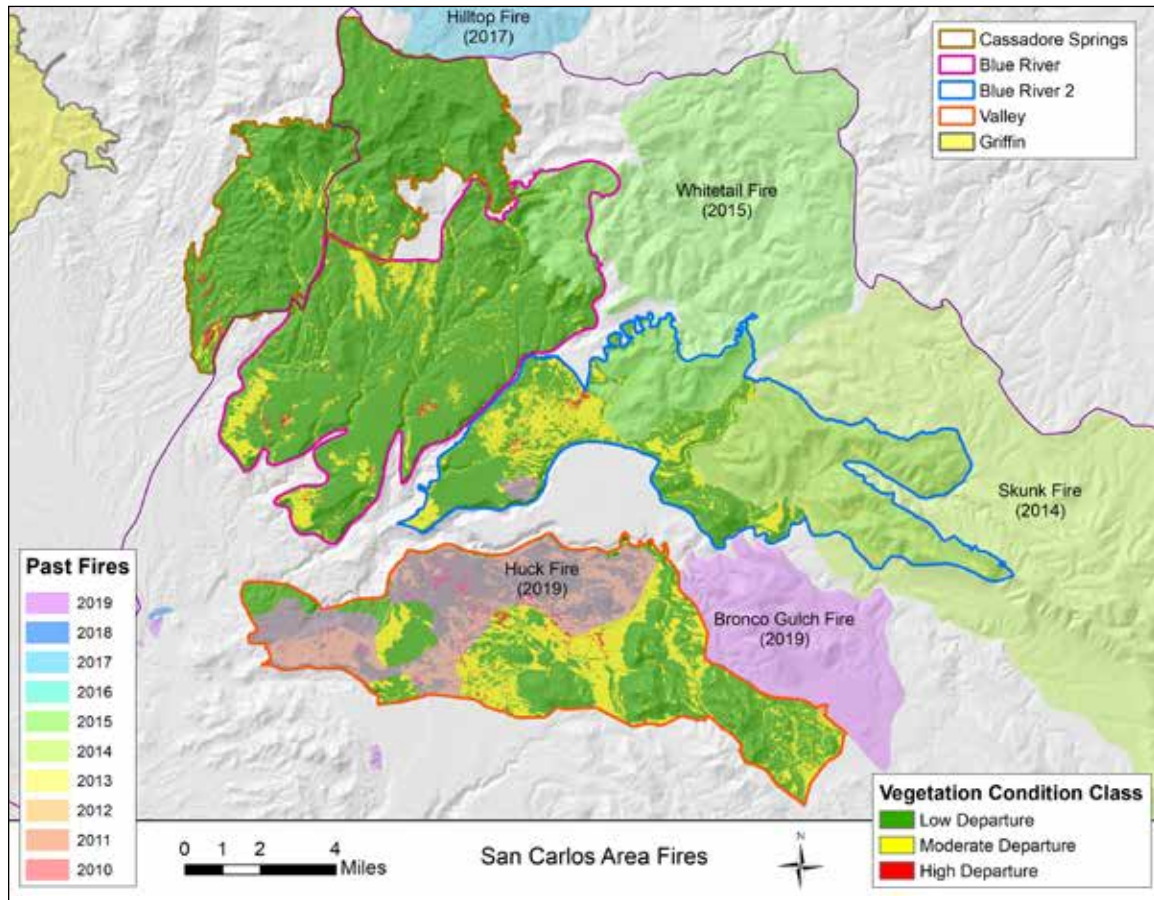 Hilltop Fire
(2017)
Cassadore Springs
Blue River
Blue River 2
Valley
Griffin
Whitetail Fire
(2015)
Skunk Fire
(2014)
Huck Fire
(2019)
Bronco Gulch Fire
(2019)
Past Fires
2019
2018
2017
2016
2015
2014
2013
2012
2011
2010
Vegetation Condition Class
Low Departure
Moderate Departure
High Departure
0 1 2 4
Miles
San Carlos Area Fires
N